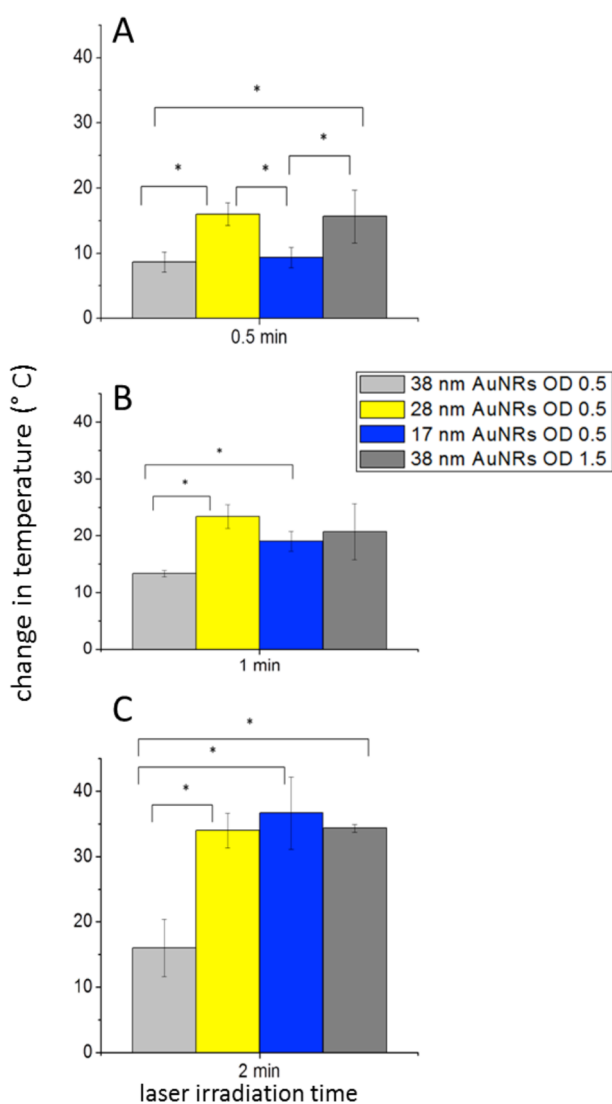 A
45
40
*
30
*
20
*
*
10
0
0.5 min
change in temperature (° C)
38 nm AuNRs OD 0.5
28 nm AuNRs OD 0.5
17 nm AuNRs OD 0.5
38 nm AuNRs OD 1.5
B
40
30
*
*
20
10
0
1 min
C
*
*
40
*
30
20
10
0
2 min
laser irradiation time